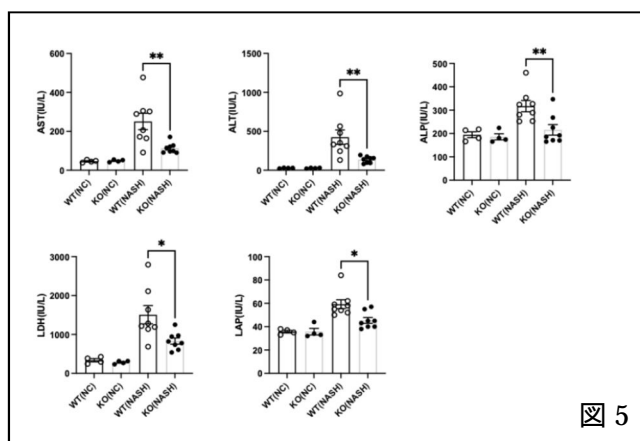 600
400
200
0
AST(IU/L)
**
WT(NC)
KO(NC)
WT(NASH)
KO(NASH)
1500
1000
500
0
ALT(IU/L)
**
WT(NC)
KO(NC)
WT(NASH)
KO(NASH)
500
400
300
200
100
0
ALP(IU/L)
**
WT(NC)
KO(NC)
WT(NASH)
KO(NASH)
3000
2000
1000
0
LDH(IU/L)
*
WT(NC)
KO(NC)
WT(NASH)
KO(NASH)
100
80
60
40
20
0
LAP(IU/L)
*
WT(NC)
KO(NC)
WT(NASH)
KO(NASH)
図 5